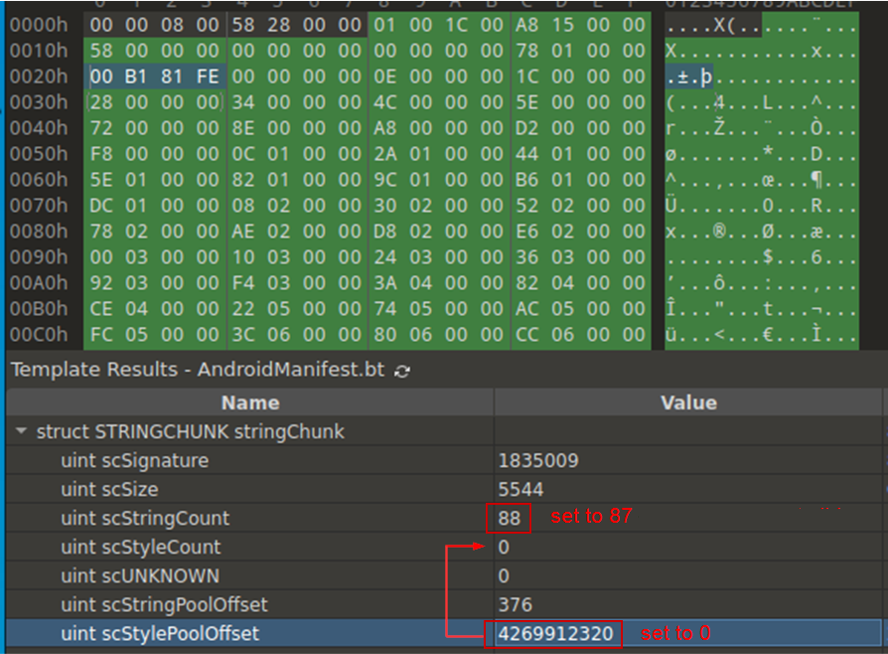 0000h 00 00 08 00 58 28 00 00 01 00 1C 00 A8 15 00 00 ....X(......¨...
0010h 58 00 00 00 00 00 00 00 00 00 00 00 78 01 00 00 X...........x...
0020h 00 B1 81 FE 00 00 00 00 0E 00 00 00 1C 00 00 00 .±.þ............
0030h 28 00 00 00 34 00 00 00 4C 00 00 00 5E 00 00 00 (...4...L...^...
0040h 72 00 00 00 8E 00 00 00 A8 00 00 00 D2 00 00 00 r...Ž...¨...Ò...
0050h F8 00 00 00 0C 01 00 00 2A 01 00 00 44 01 00 00 ø.......*...D...
0060h 5E 01 00 00 82 01 00 00 9C 01 00 00 B6 01 00 00 ^...‚...œ...¶...
0070h DC 01 00 00 08 02 00 00 30 02 00 00 52 02 00 00 Ü.......0...R...
0080h 78 02 00 00 AE 02 00 00 D8 02 00 00 E6 02 00 00 x...®...Ø...æ...
0090h 00 03 00 00 10 03 00 00 24 03 00 00 36 03 00 00 ........$...6...
00A0h 92 03 00 00 F4 03 00 00 3A 04 00 00 82 04 00 00 ’...ô...:...‚...
00B0h CE 04 00 00 22 05 00 00 74 05 00 00 AC 05 00 00 Î..."...t...¬...
00C0h FC 05 00 00 3C 06 00 00 80 06 00 00 CC 06 00 00 ü...<...€...Ì...
Template Results - AndroidManifest.bt
Name Value
struct STRINGCHUNK stringChunk
uint scSignature 1835009
uint scSize 5544
uint scStringCount 88 set to 87
uint scStyleCount 0
uint scUNKNOWN 0
uint scStringPoolOffset 376
uint scStylePoolOffset 4269912320 set to 0